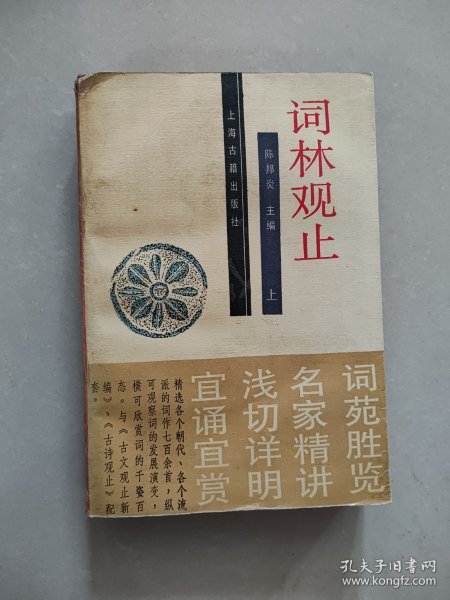 词林观止
陈邦炎 主编 上
上海古籍出版社
词苑胜览
名家精讲
浅切详明
宜诵宜赏
精选各个朝代、各个流
派的词作七百余首，纵
可观察词的发展演变，
横可欣赏词的千姿百
态。与《古文观止新
编》、《古诗观止》配
套。
孔夫子旧书网
www.kongfz.com